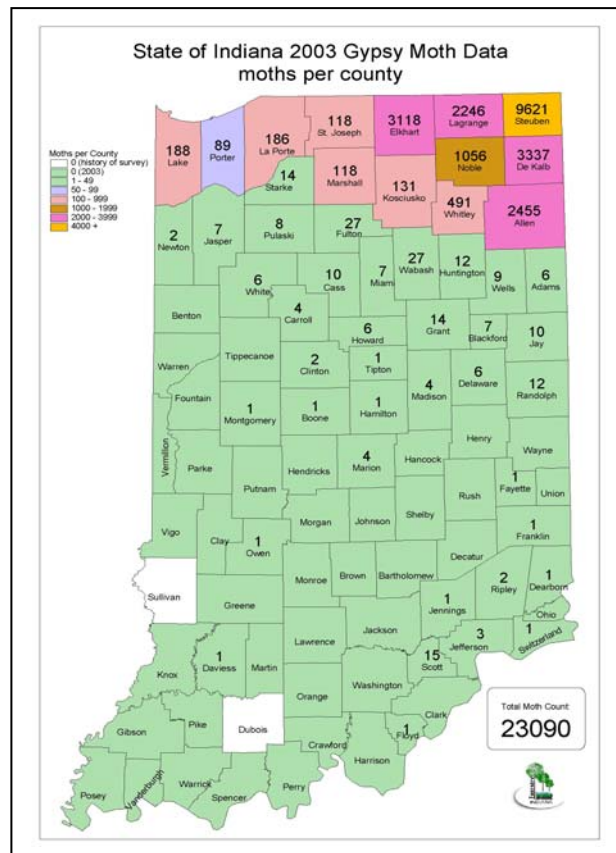 State of Indiana 2003 Gypsy Moth Data
moths per county
Moths per County
0 (history of survey)
0 (2003)
1 - 49
50 - 99
100 - 999
1000 - 1999
2000 - 3999
4000 +
188
Lake
89
Porter
186
La Porte
118
St. Joseph
3118
Elkhart
2246
Lagrange
9621
Steuben
14
Starke
118
Marshall
131
Kosciusko
1056
Noble
3337
De Kalb
491
Whitley
2455
Allen
2
Newton
7
Jasper
8
Pulaski
27
Fulton
7
Miami
27
Wabash
12
Huntington
9
Wells
6
Adams
6
White
10
Cass
4
Carroll
Benton
6
Howard
14
Grant
7
Blackford
10
Jay
Warren
Tippecanoe
2
Clinton
1
Tipton
4
Madison
6
Delaware
12
Randolph
Fountain
1
Montgomery
1
Boone
1
Hamilton
Henry
Wayne
Vermillion
Parke
Putnam
Hendricks
4
Marion
Hancock
Rush
1
Fayette
Union
Vigo
Clay
1
Owen
Morgan
Johnson
Shelby
1
Franklin
Decatur
Sullivan
Greene
Monroe
Brown
Bartholomew
1
Jennings
2
Ripley
1
Dearborn
Ohio
Knox
1
Daviess
Martin
Lawrence
Jackson
15
Scott
3
Jefferson
1
Switzerland
Gibson
Pike
Dubois
Orange
Washington
Clark
1
Floyd
Posey
Vanderburgh
Warrick
Spencer
Perry
Crawford
Harrison
Total Moth Count:
23090